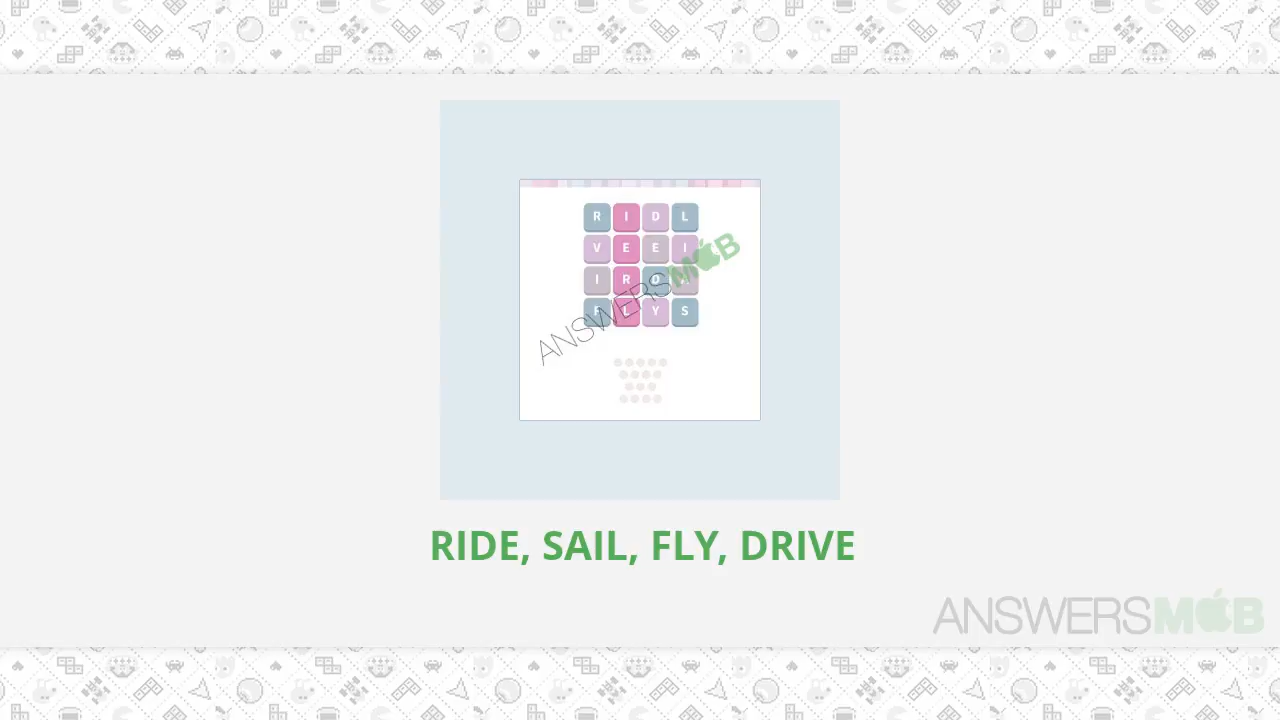 R I D L
V E E I
I R D A
F L Y S
ANSWERSMOB
RIDE, SAIL, FLY, DRIVE
ANSWERSMOB